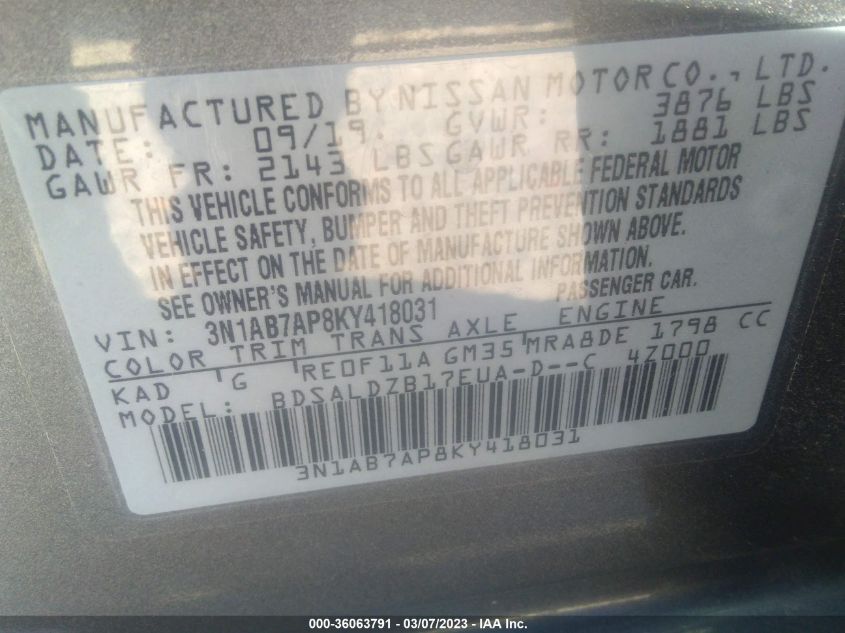 MANUFACTURED BY NISSAN MOTOR CO., LTD.
DATE: 09/19. GVWR: 3876 LBS
GAWR FR: 2143 LBS GAWR RR: 1881 LBS
THIS VEHICLE CONFORMS TO ALL APPLICABLE FEDERAL MOTOR
VEHICLE SAFETY, BUMPER AND THEFT PREVENTION STANDARDS
IN EFFECT ON THE DATE OF MANUFACTURE SHOWN ABOVE.
SEE OWNER'S MANUAL FOR ADDITIONAL INFORMATION.
VIN: 3N1AB7AP8KY418031 PASSENGER CAR.
COLOR TRIM TRANS AXLE ENGINE
KAD G RE0F11A GM35 MRA8DE 1798 CC
MODEL: BDSALDZB17EUA-D--C 4Z000
3N1AB7AP8KY418031
000-36063791 - 03/07/2023 - IAA Inc.